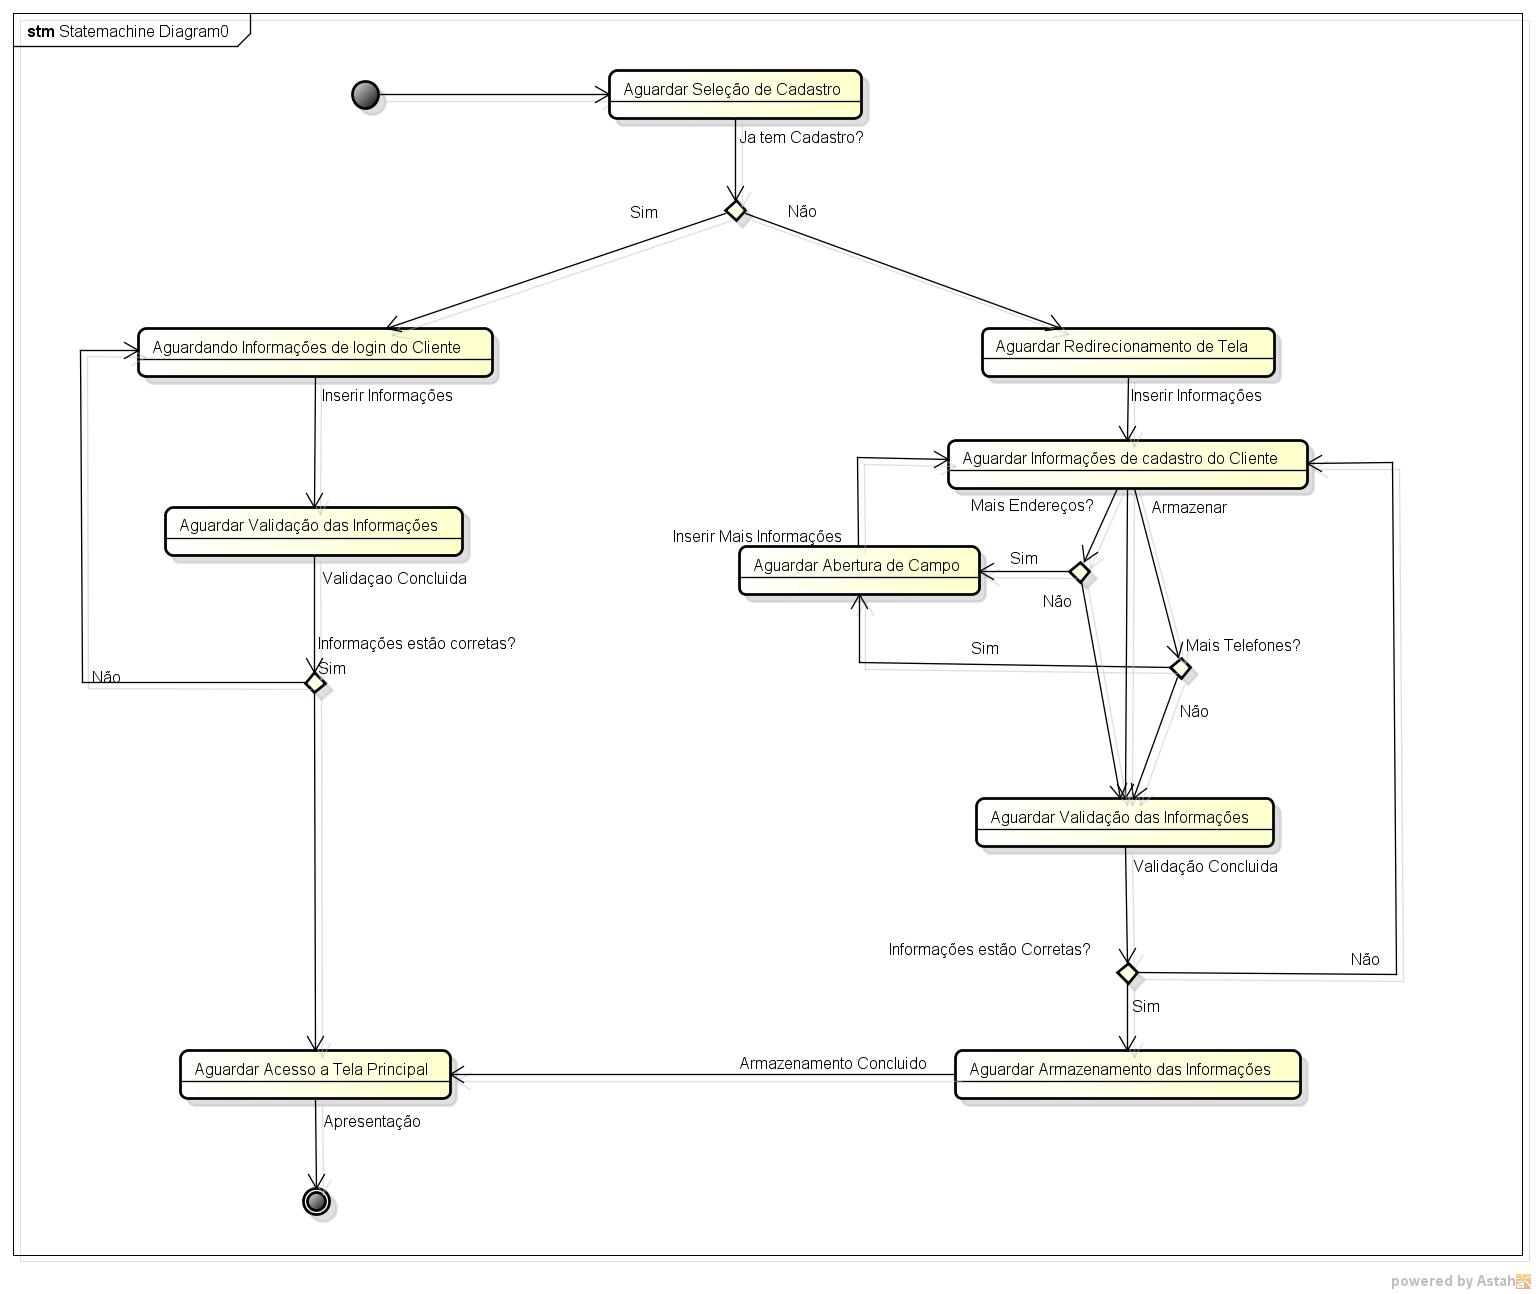 stm Statemachine Diagram0
Aguardar Seleção de Cadastro
Ja tem Cadastro?
Sim
Não
Aguardando Informações de login do Cliente
Aguardar Redirecionamento de Tela
Inserir Informações
Inserir Informações
Aguardar Informações de cadastro do Cliente
Mais Endereços?
Armazenar
Aguardar Validação das Informações
Inserir Mais Informações
Aguardar Abertura de Campo
Sim
Validaçao Concluida
Não
Informações estão corretas?
Sim
Mais Telefones?
Sim
Não
Não
Aguardar Validação das Informações
Validação Concluida
Informações estão Corretas?
Não
Sim
Aguardar Acesso a Tela Principal
Armazenamento Concluido
Aguardar Armazenamento das Informações
Apresentação
powered by Astah